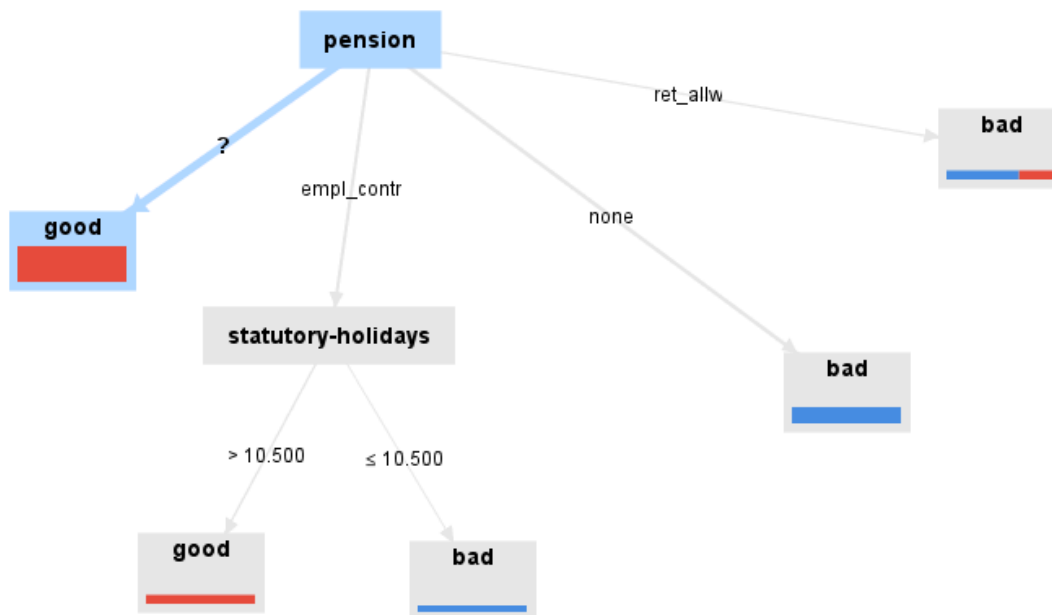 pension
ret_allw
bad
?
empl_contr
none
good
statutory-holidays
bad
> 10.500
≤ 10.500
good
bad